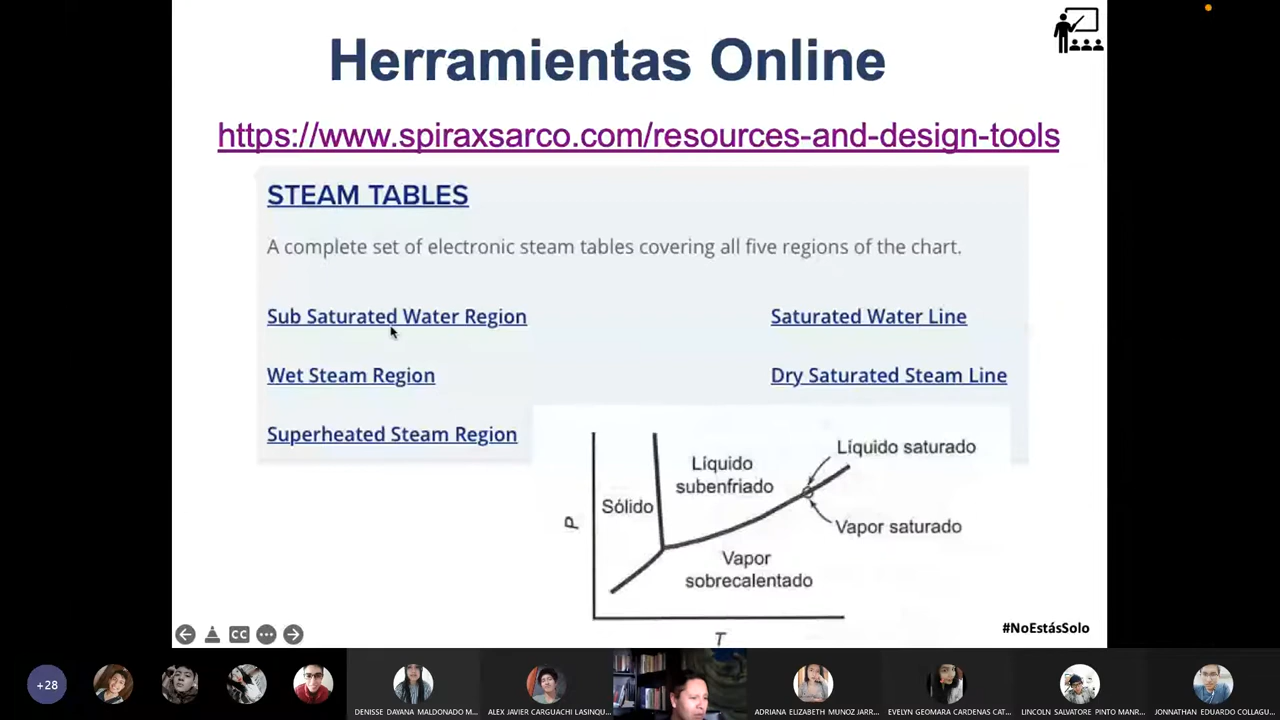 Herramientas Online
https://www.spiraxsarco.com/resources-and-design-tools
STEAM TABLES
A complete set of electronic steam tables covering all five regions of the chart.
Sub Saturated Water Region
Saturated Water Line
Wet Steam Region
Dry Saturated Steam Line
Superheated Steam Region
Líquido saturado
Líquido
subenfriado
Sólido
P
Vapor saturado
Vapor
sobrecalentado
T
#NoEstásSolo
CC
+28
DENISSE DAYANA MALDONADO M...
ALEX JAVIER CARGUACHI LASINQU...
ADRIANA ELIZABETH MUNOZ JARR...
EVELYN GEOMARA CARDENAS CAT...
LINCOLN SALVATORE PINTO MANR...
JONNATHAN EDUARDO COLLAGU...